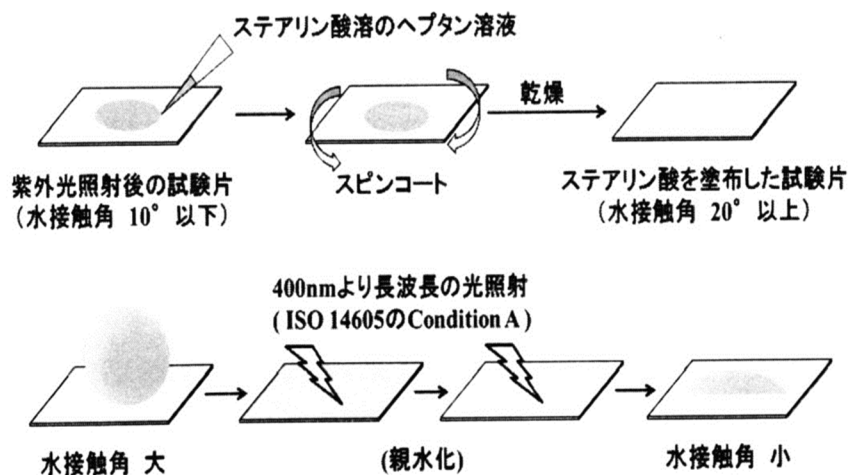 ステアリン酸溶のヘプタン溶液
乾燥
紫外光照射後の試験片
(水接触角 10° 以下)
スピンコート
ステアリン酸を塗布した試験片
(水接触角 20° 以上)
400nmより長波長の光照射
( ISO 14605のCondition A )
水接触角 大
(親水化)
水接触角 小